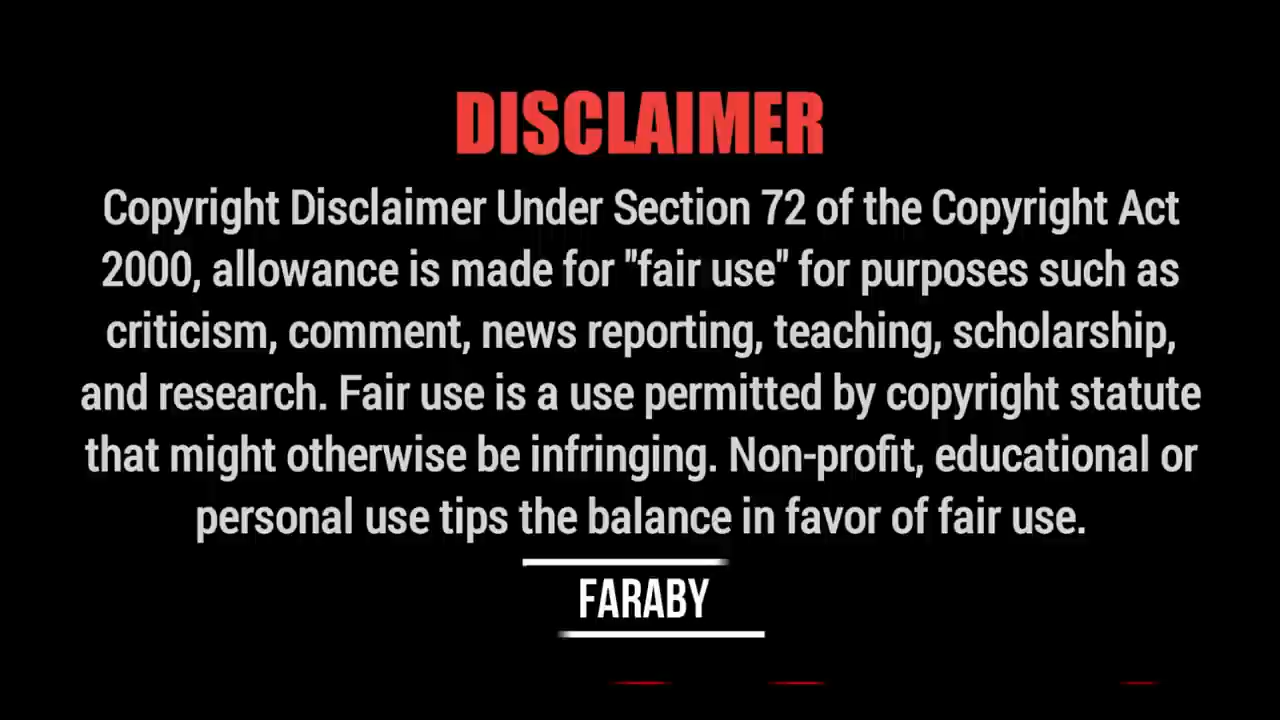 DISCLAIMER
Copyright Disclaimer Under Section 72 of the Copyright Act
2000, allowance is made for "fair use" for purposes such as
criticism, comment, news reporting, teaching, scholarship,
and research. Fair use is a use permitted by copyright statute
that might otherwise be infringing. Non-profit, educational or
personal use tips the balance in favor of fair use.
FARABY